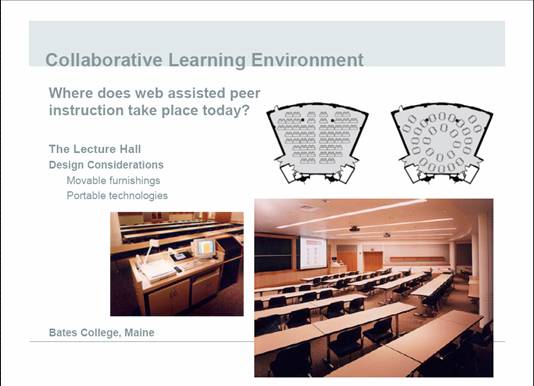 Collaborative Learning Environment
Where does web assisted peer
instruction take place today?
The Lecture Hall
Design Considerations
Movable furnishings
Portable technologies
Bates College, Maine